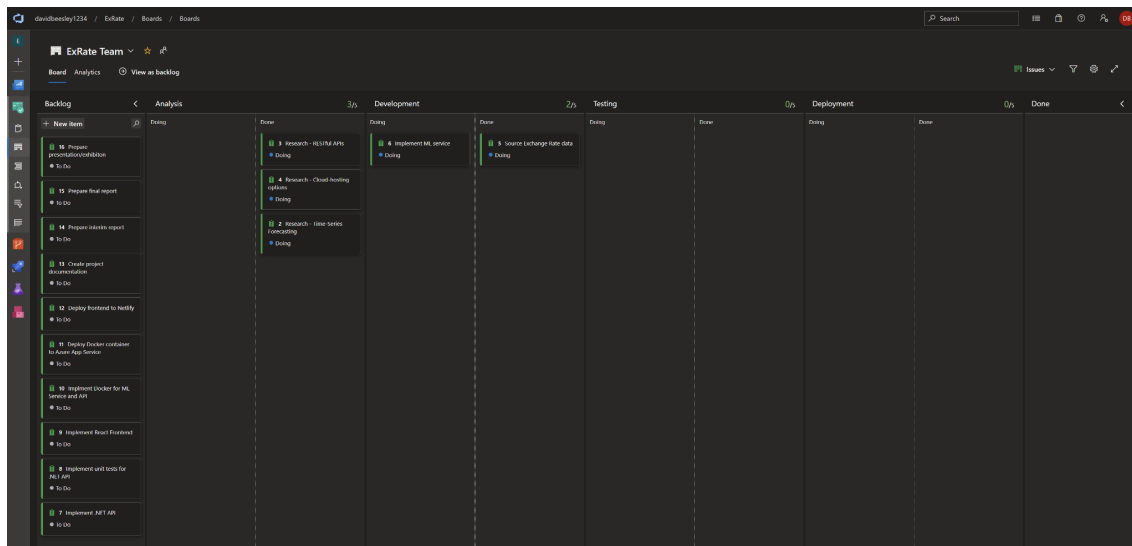 davidbeesley1234 / ExRate / Boards / Boards
Search
DB
ExRate Team
Board Analytics View as backlog
Issues
Backlog
New item
16 Prepare
presentation/exhibiton
To Do
15 Prepare final report
To Do
14 Prepare interim report
To Do
13 Create project
documentation
To Do
12 Deploy frontend to Netlify
To Do
11 Deploy Docker container
to Azure App Service
To Do
10 Implment Docker for ML
Service and API
To Do
9 Implement React Frontend
To Do
8 Implement unit tests for
.NET API
To Do
7 Implement .NET API
To Do
Analysis 3/5
Doing
Done
3 Research - RESTful APIs
Doing
4 Research - Cloud-hosting
options
Doing
2 Research - Time-Series
Forecasting
Doing
Development 2/5
Doing
6 Implement ML service
Doing
Done
5 Source Exchange Rate data
Doing
Testing 0/5
Doing
Done
Deployment 0/5
Doing
Done
Done